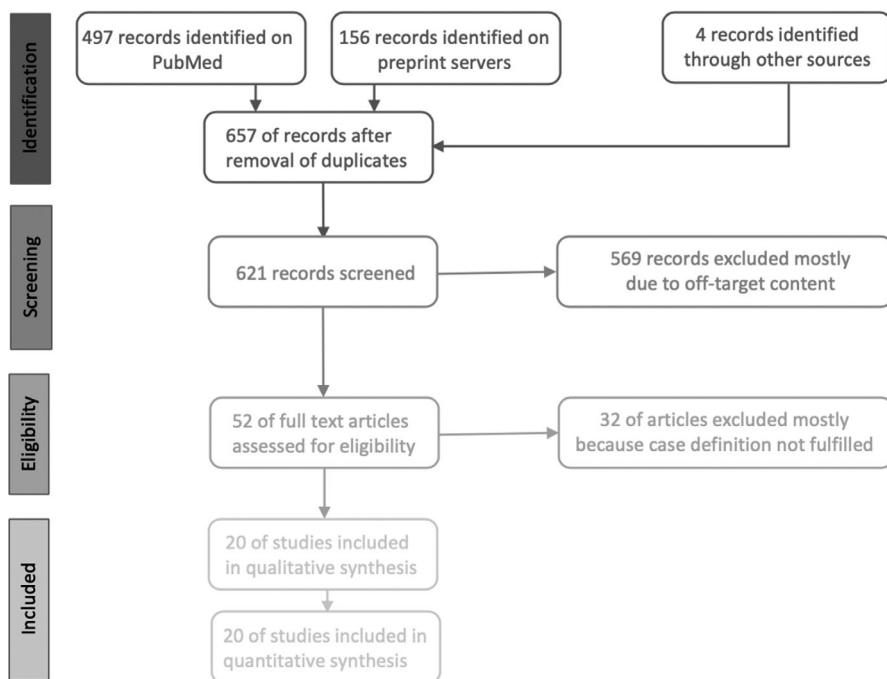 Identification
497 records identified on
PubMed
156 records identified on
preprint servers
4 records identified
through other sources
657 of records after
removal of duplicates
Screening
621 records screened
569 records excluded mostly
due to off-target content
Eligibility
52 of full text articles
assessed for eligibility
32 of articles excluded mostly
because case definition not fulfilled
Included
20 of studies included
in qualitative synthesis
20 of studies included in
quantitative synthesis